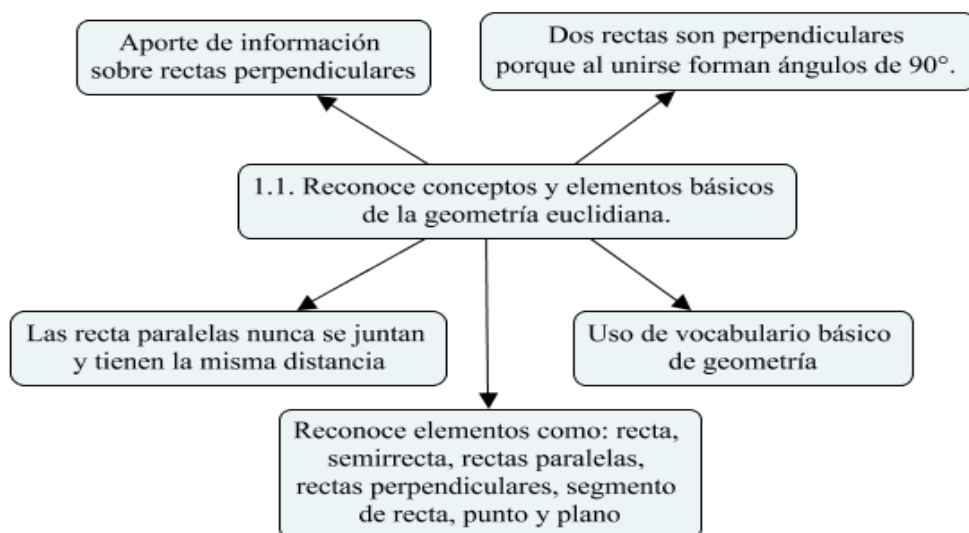 Aporte de información
sobre rectas perpendiculares
Dos rectas son perpendiculares
porque al unirse forman ángulos de 90°.
1.1. Reconoce conceptos y elementos básicos
de la geometría euclidiana.
Las recta paralelas nunca se juntan
y tienen la misma distancia
Uso de vocabulario básico
de geometría
Reconoce elementos como: recta,
semirrecta, rectas paralelas,
rectas perpendiculares, segmento
de recta, punto y plano